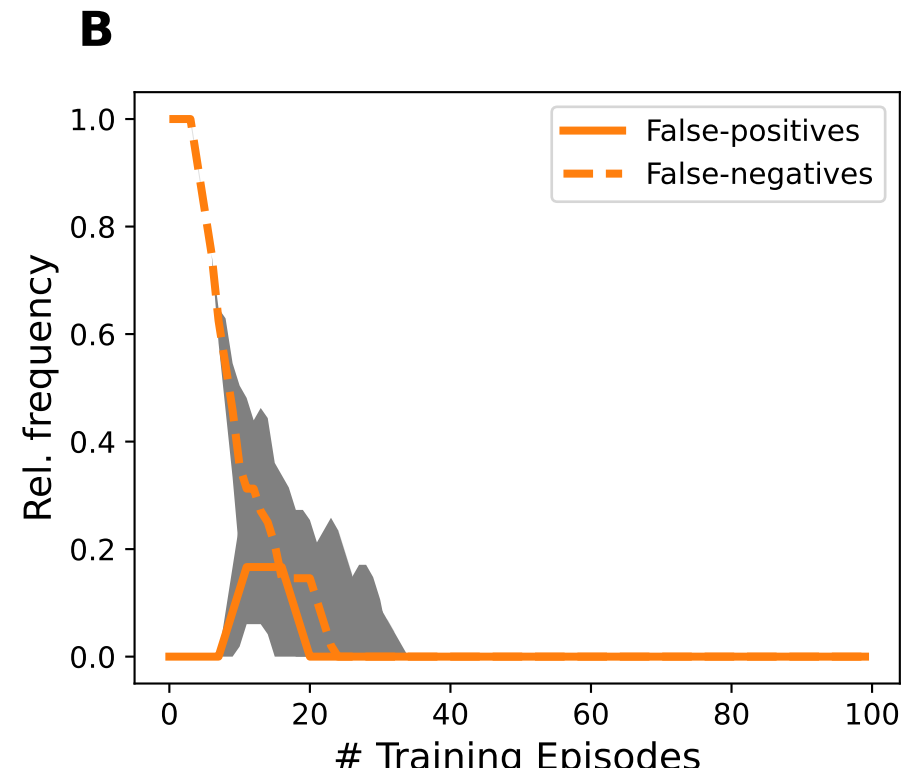 B
Rel. frequency
1.0
0.8
0.6
0.4
0.2
0.0
False-positives
False-negatives
0 20 40 60 80 100
# Training Episodes